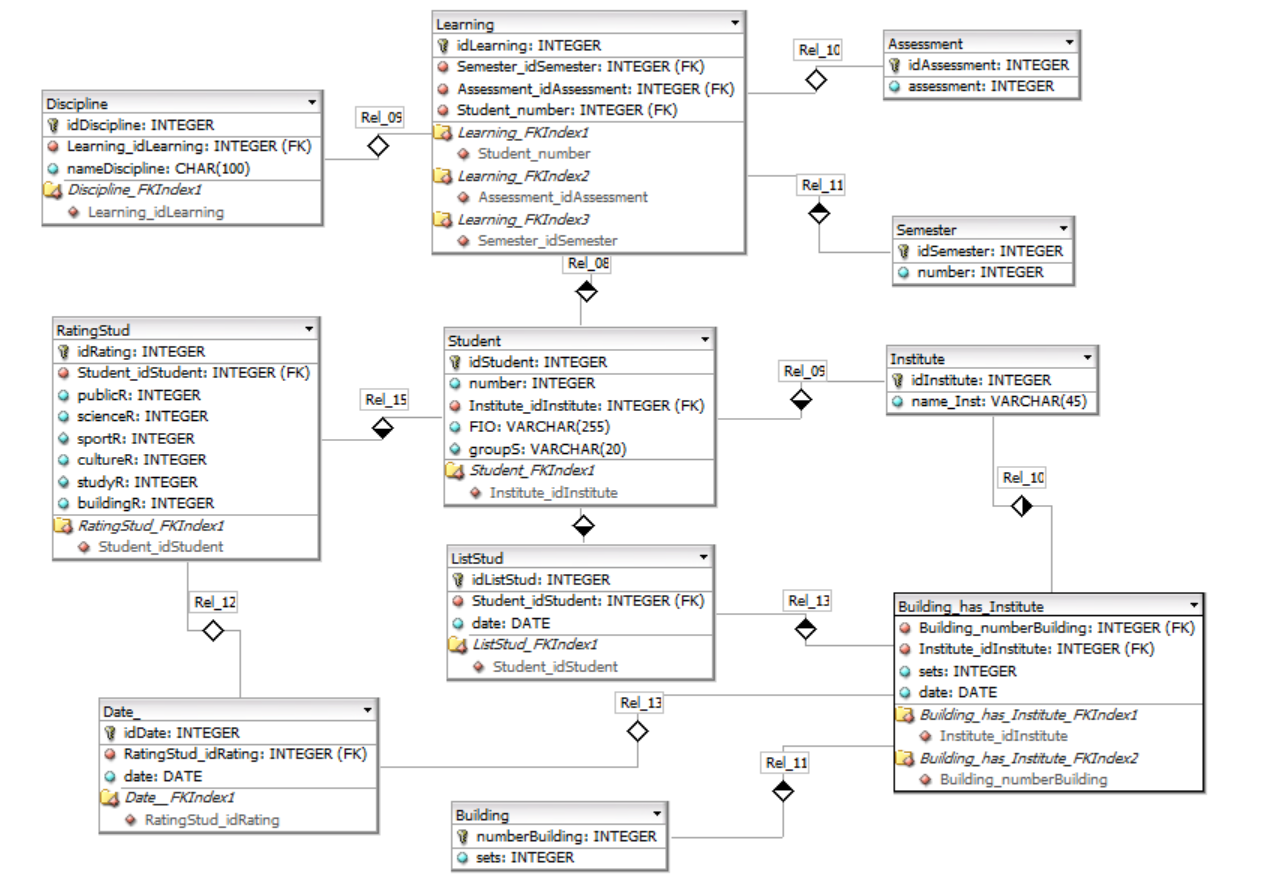 Learning
idLearning: INTEGER
Semester_idSemester: INTEGER (FK)
Assessment_idAssessment: INTEGER (FK)
Student_number: INTEGER (FK)
Learning_FKIndex1
Student_number
Learning_FKIndex2
Assessment_idAssessment
Learning_FKIndex3
Semester_idSemester
Rel_10
Assessment
idAssessment: INTEGER
assessment: INTEGER
Discipline
idDiscipline: INTEGER
Learning_idLearning: INTEGER (FK)
nameDiscipline: CHAR(100)
Discipline_FKIndex1
Learning_idLearning
Rel_09
Rel_11
Semester
idSemester: INTEGER
number: INTEGER
Rel_08
RatingStud
idRating: INTEGER
Student_idStudent: INTEGER (FK)
publicR: INTEGER
scienceR: INTEGER
sportR: INTEGER
cultureR: INTEGER
studyR: INTEGER
buildingR: INTEGER
RatingStud_FKIndex1
Student_idStudent
Rel_15
Student
idStudent: INTEGER
number: INTEGER
Institute_idInstitute: INTEGER (FK)
FIO: VARCHAR(255)
groupS: VARCHAR(20)
Student_FKIndex1
Institute_idInstitute
Rel_09
Institute
idInstitute: INTEGER
name_Inst: VARCHAR(45)
Rel_10
ListStud
idListStud: INTEGER
Student_idStudent: INTEGER (FK)
date: DATE
ListStud_FKIndex1
Student_idStudent
Rel_13
Building_has_Institute
Building_numberBuilding: INTEGER (FK)
Institute_idInstitute: INTEGER (FK)
sets: INTEGER
date: DATE
Building_has_Institute_FKIndex1
Institute_idInstitute
Building_has_Institute_FKIndex2
Building_numberBuilding
Rel_12
Date_
idDate: INTEGER
RatingStud_idRating: INTEGER (FK)
date: DATE
Date__FKIndex1
RatingStud_idRating
Rel_13
Rel_11
Building
numberBuilding: INTEGER
sets: INTEGER